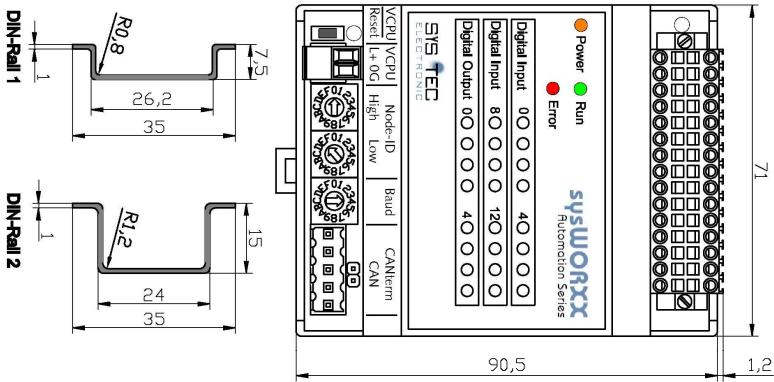 DIN-Rail 1
R0.8
7,5
1
26,2
35
DIN-Rail 2
R1,2
15
1
24
35
VCPU
Reset
VCPU
L+ 0G
Node-ID
High Low
Baud
CANterm
CAN
SYS TEC
ELECTRONIC
Digital Input 0 4
Digital Input 8 12
Digital Output 0 4
Power
Run
Error
sysWORXX
Automation Series
71
90,5
1,2